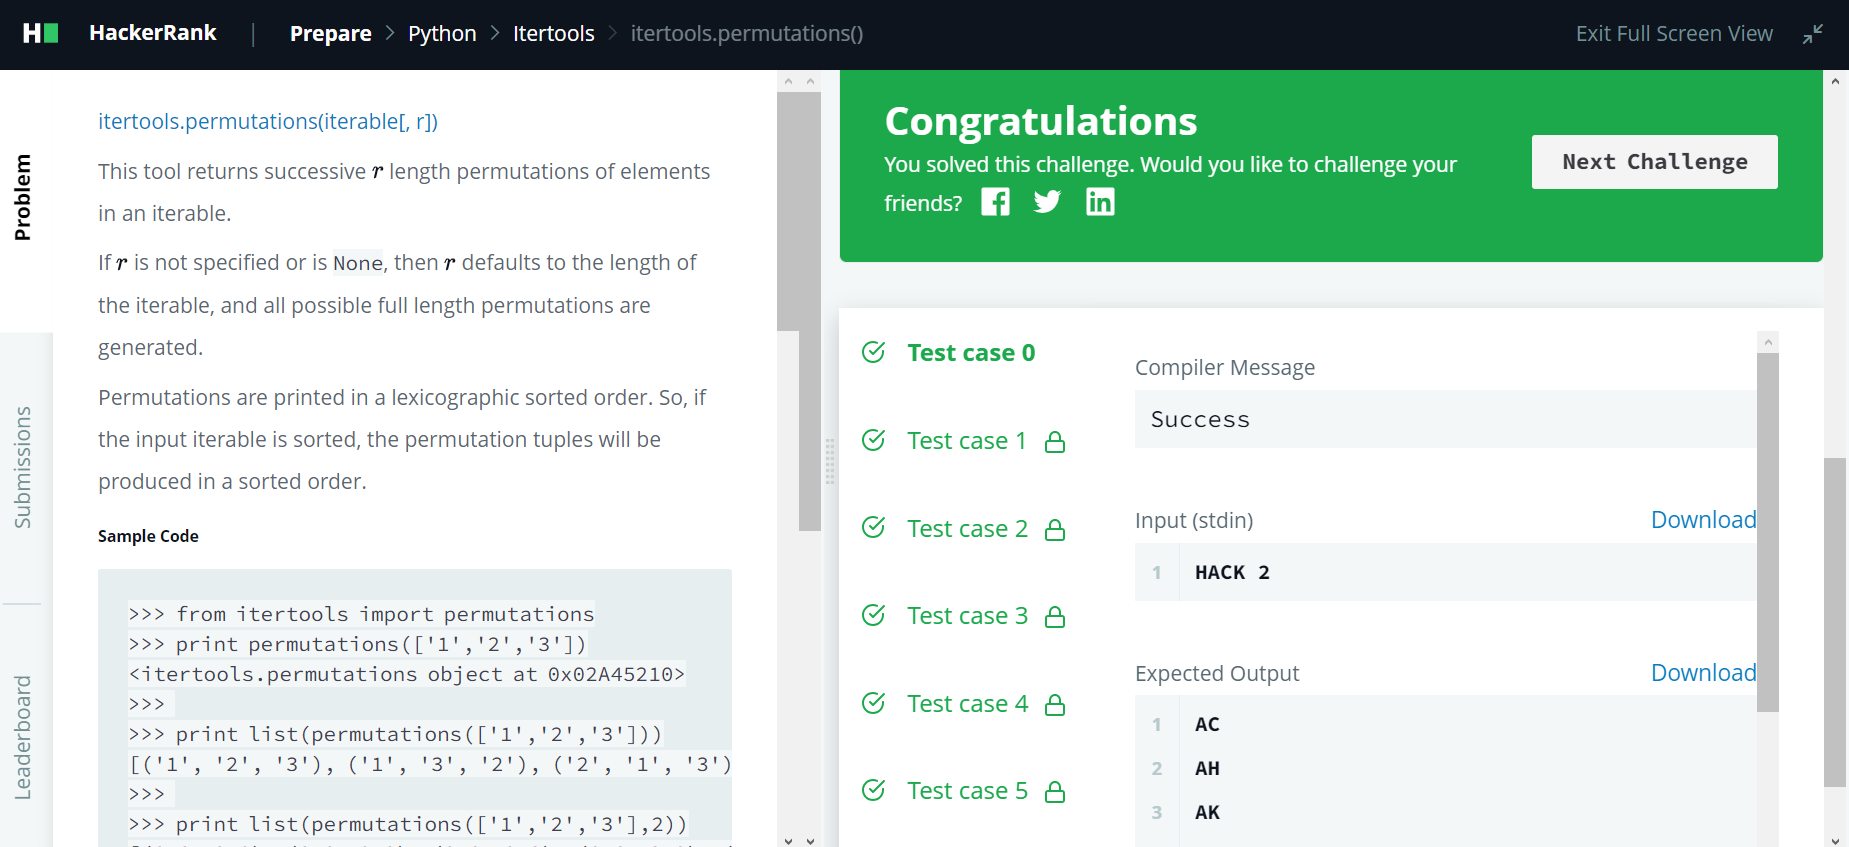 HackerRank | Prepare > Python > Itertools > itertools.permutations()
Exit Full Screen View
Problem
Submissions
Leaderboard
itertools.permutations(iterable[, r])
This tool returns successive r length permutations of elements
in an iterable.
If r is not specified or is None, then r defaults to the length of
the iterable, and all possible full length permutations are
generated.
Permutations are printed in a lexicographic sorted order. So, if
the input iterable is sorted, the permutation tuples will be
produced in a sorted order.
Sample Code
>>> from itertools import permutations
>>> print permutations(['1','2','3'])
<itertools.permutations object at 0x02A45210>
>>>
>>> print list(permutations(['1','2','3']))
[('1', '2', '3'), ('1', '3', '2'), ('2', '1', '3')
>>>
>>> print list(permutations(['1','2','3'],2))
Congratulations
You solved this challenge. Would you like to challenge your
friends?
Next Challenge
Test case 0
Test case 1
Test case 2
Test case 3
Test case 4
Test case 5
Compiler Message
Success
Input (stdin)
Download
1 HACK 2
Expected Output
Download
1 AC
2 AH
3 AK